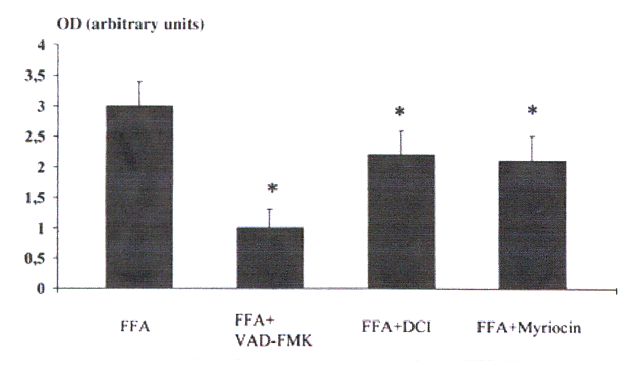 OD (arbitrary units)
4
3,5
3
2,5
2
1,5
1
0,5
0
*
*
*
FFA
FFA+
VAD-FMK
FFA+DCI
FFA+Myriocin